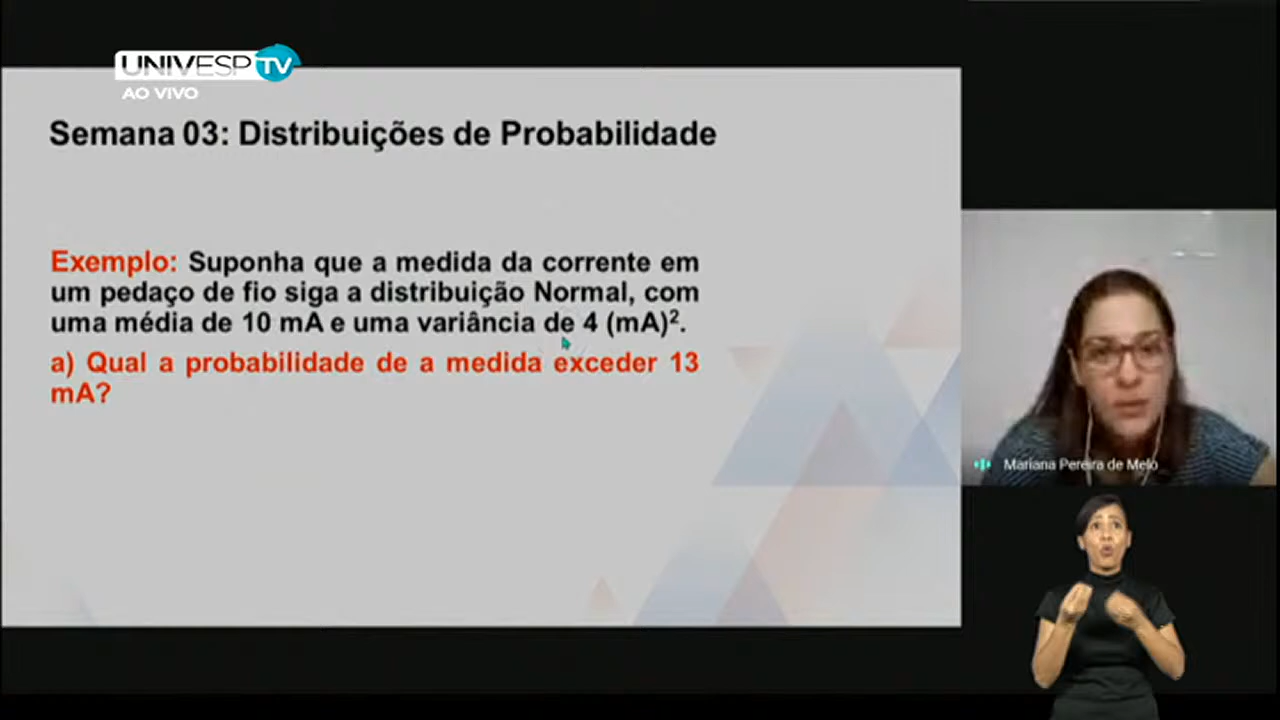 UNIVESP TV
AO VIVO
Semana 03: Distribuições de Probabilidade
Exemplo: Suponha que a medida da corrente em
um pedaço de fio siga a distribuição Normal, com
uma média de 10 mA e uma variância de 4 (mA)².
a) Qual a probabilidade de a medida exceder 13
mA?
Mariana Pereira de Melo